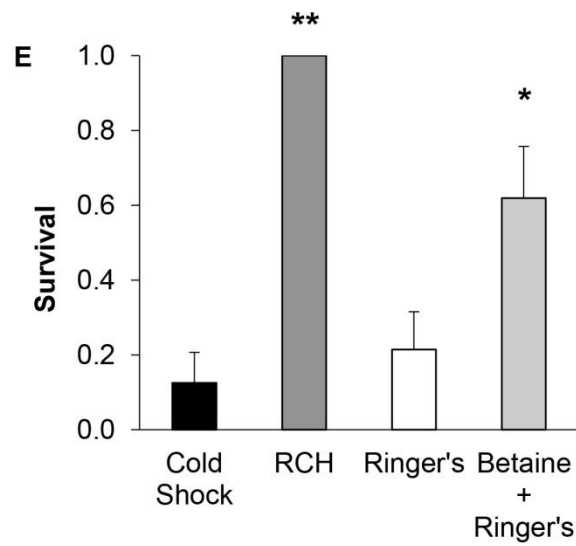 E
**
*
1.0
0.8
0.6
0.4
0.2
0.0
Survival
Cold
Shock
RCH
Ringer's
Betaine
+
Ringer's